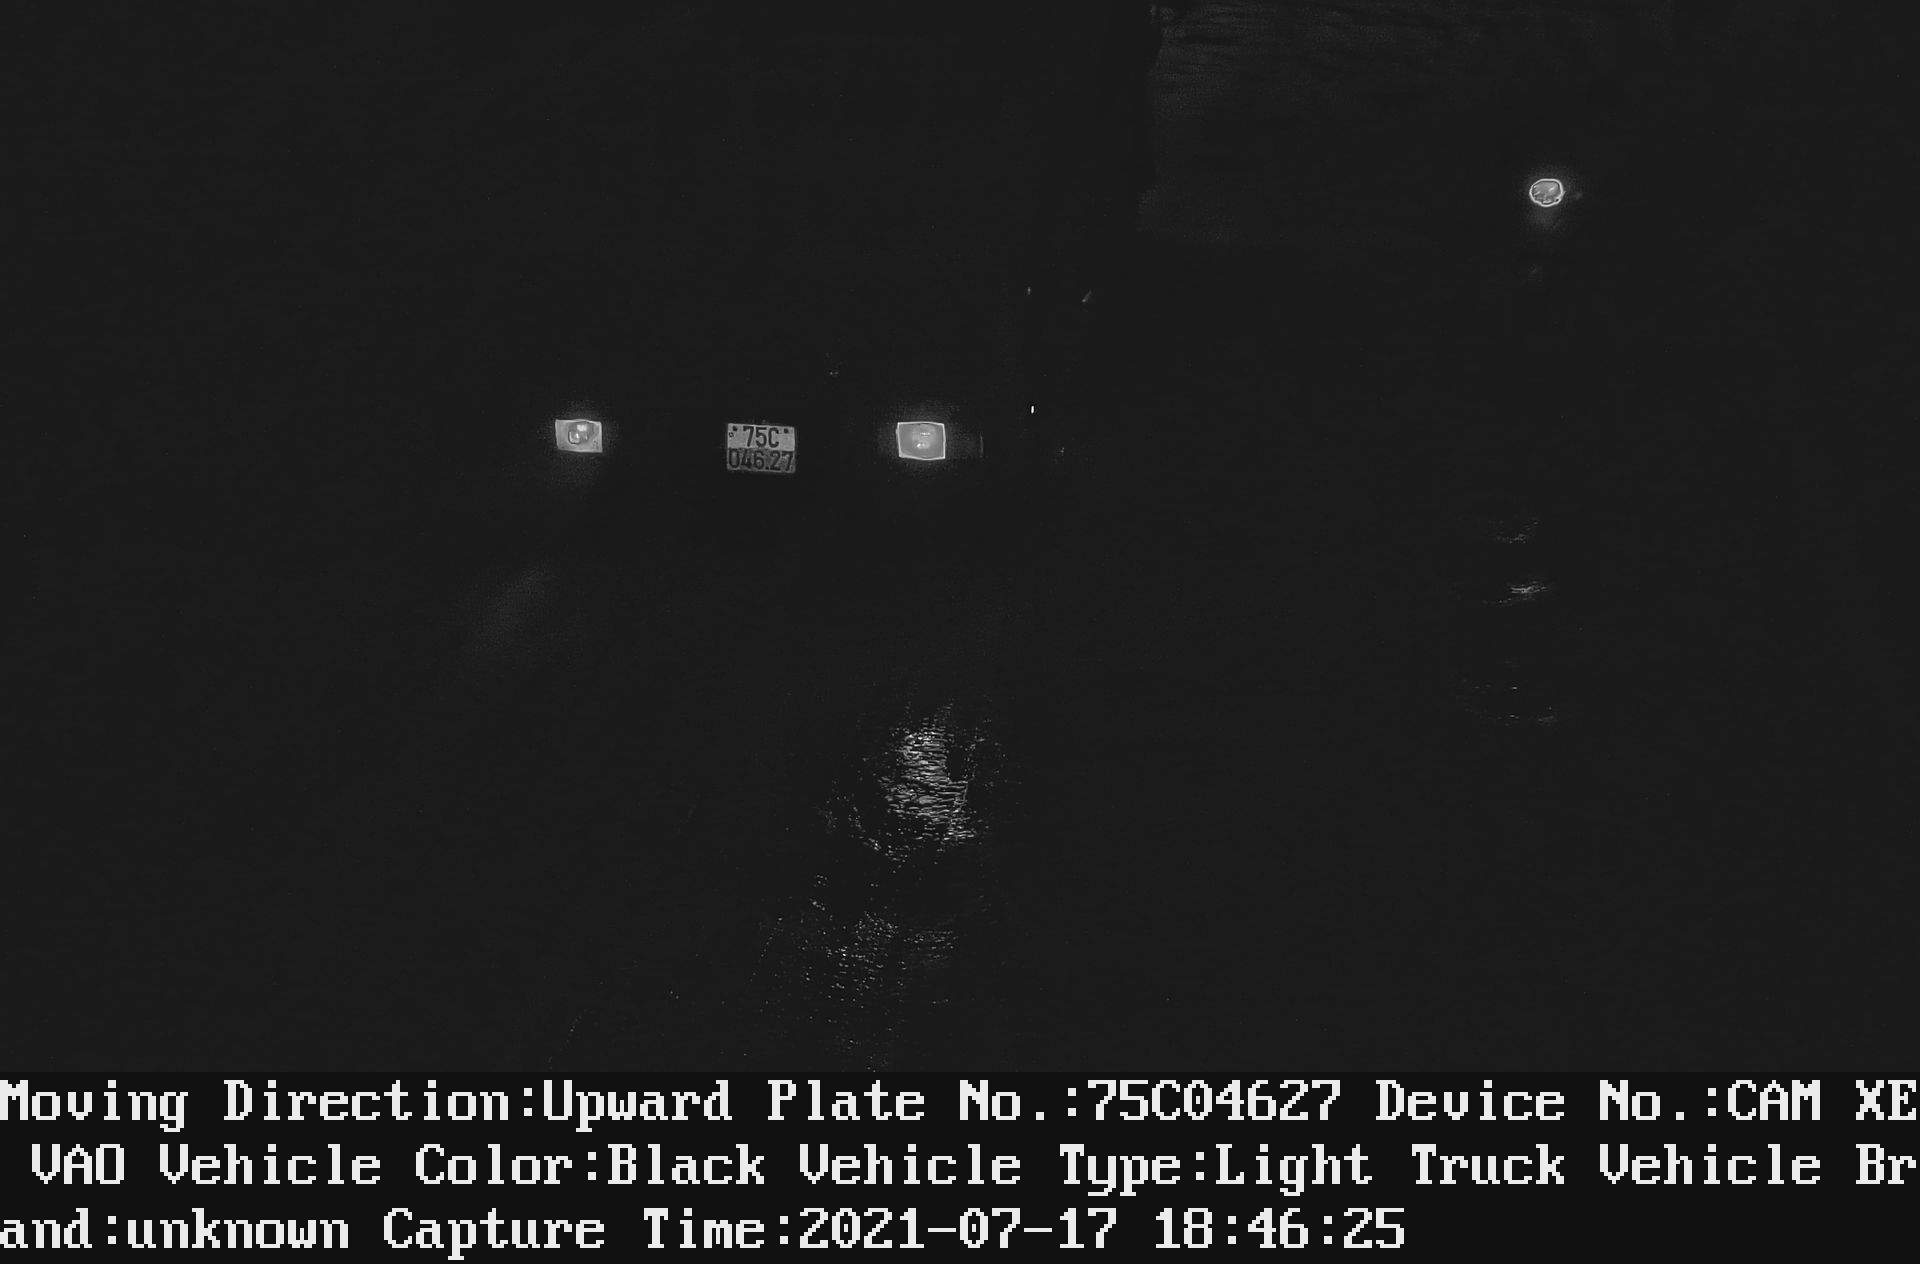 75C
046.27
Moving Direction:Upward Plate No.:75C04627 Device No.:CAM XE
VAO Vehicle Color:Black Vehicle Type:Light Truck Vehicle Br
and:unknown Capture Time:2021-07-17 18:46:25